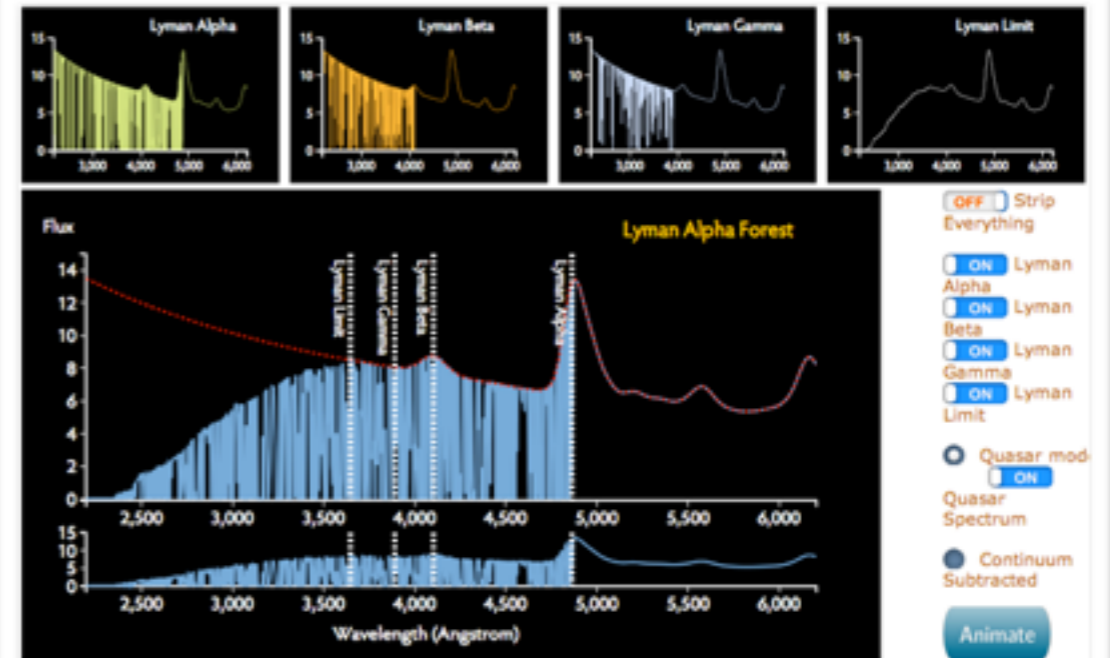 Lyman Alpha
15
10
5
0
3,000 4,000 5,000 6,000
Lyman Beta
15
10
5
0
3,000 4,000 5,000 6,000
Lyman Gamma
15
10
5
0
3,000 4,000 5,000 6,000
Lyman Limit
15
10
5
0
3,000 4,000 5,000 6,000
Flux
Lyman Alpha Forest
14
12
10
8
6
4
2
0
Lyman Limit
Lyman Gamma
Lyman Beta
Lyman Alpha
2,500 3,000 3,500 4,000 4,500 5,000 5,500 6,000
15
10
5
0
2,500 3,000 3,500 4,000 4,500 5,000 5,500 6,000
Wavelength (Angstrom)
OFF Strip
Everything
ON Lyman
Alpha
ON Lyman
Beta
ON Lyman
Gamma
ON Lyman
Limit
Quasar mod
ON
Quasar
Spectrum
Continuum
Subtracted
Animate